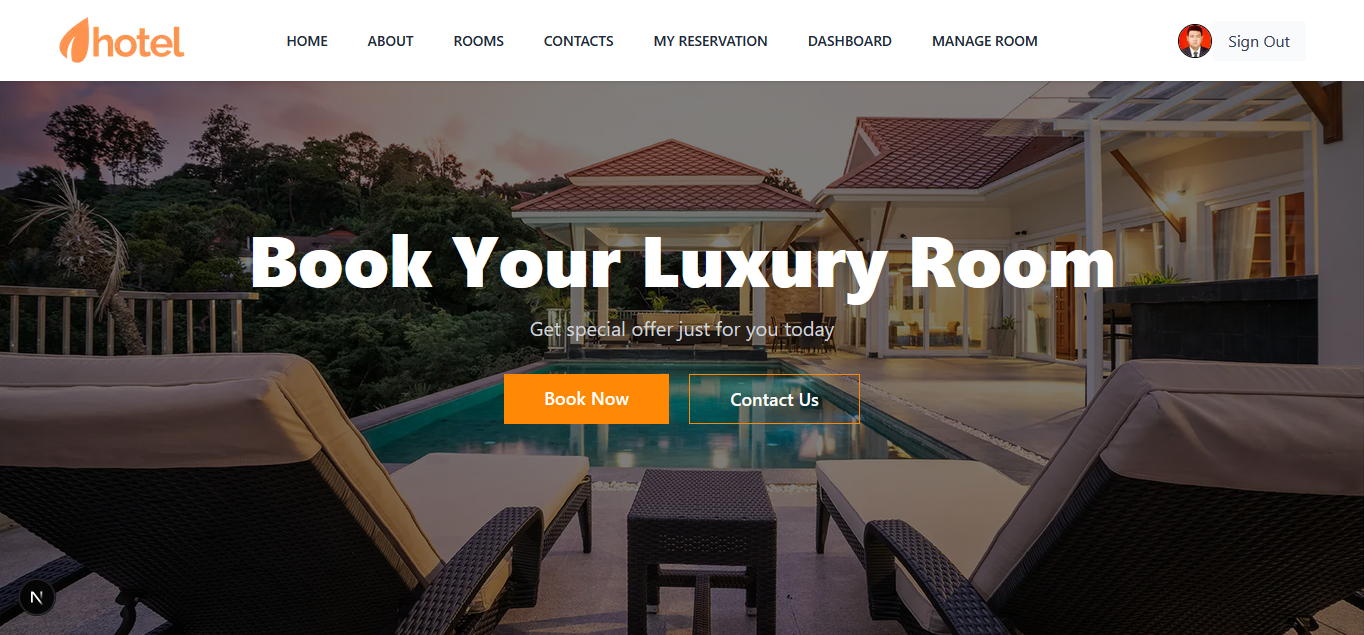 hotel
HOME ABOUT ROOMS CONTACTS MY RESERVATION DASHBOARD MANAGE ROOM
Sign Out
Book Your Luxury Room
Get special offer just for you today
Book Now
Contact Us
N